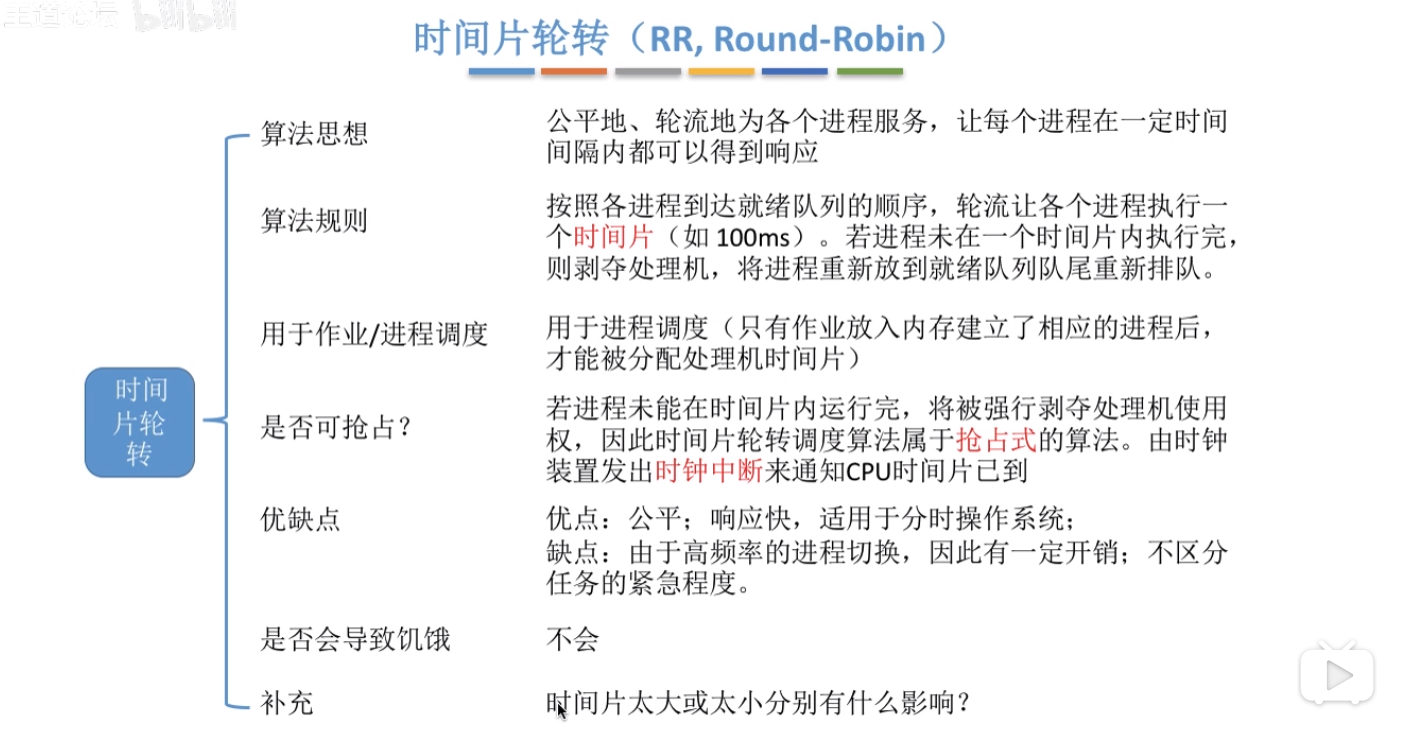 王道论坛 bilibili
时间片轮转（RR, Round-Robin）
算法思想
公平地、轮流地为各个进程服务，让每个进程在一定时间
间隔内都可以得到响应
算法规则
按照各进程到达就绪队列的顺序，轮流让各个进程执行一
个时间片（如 100ms）。若进程未在一个时间片内执行完，
则剥夺处理机，将进程重新放到就绪队列队尾重新排队。
用于作业/进程调度
用于进程调度（只有作业放入内存建立了相应的进程后，
才能被分配处理机时间片）
时间
片轮
转
是否可抢占？
若进程未能在时间片内运行完，将被强行剥夺处理机使用
权，因此时间片轮转调度算法属于抢占式的算法。由时钟
装置发出时钟中断来通知CPU时间片已到
优缺点
优点：公平；响应快，适用于分时操作系统；
缺点：由于高频率的进程切换，因此有一定开销；不区分
任务的紧急程度。
是否会导致饥饿
不会
补充
时间片太大或太小分别有什么影响？